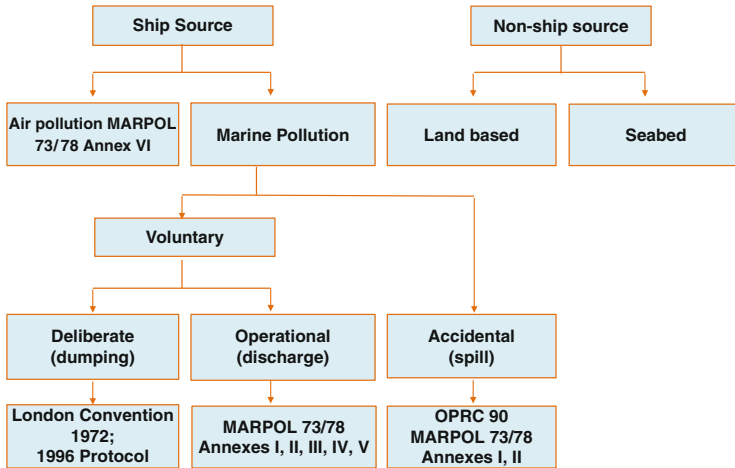 Ship Source
Non-ship source
Air pollution MARPOL
73/78 Annex VI
Marine Pollution
Land based
Seabed
Voluntary
Deliberate
(dumping)
Operational
(discharge)
Accidental
(spill)
London Convention
1972;
1996 Protocol
MARPOL 73/78
Annexes I, II, III, IV, V
OPRC 90
MARPOL 73/78
Annexes I, II